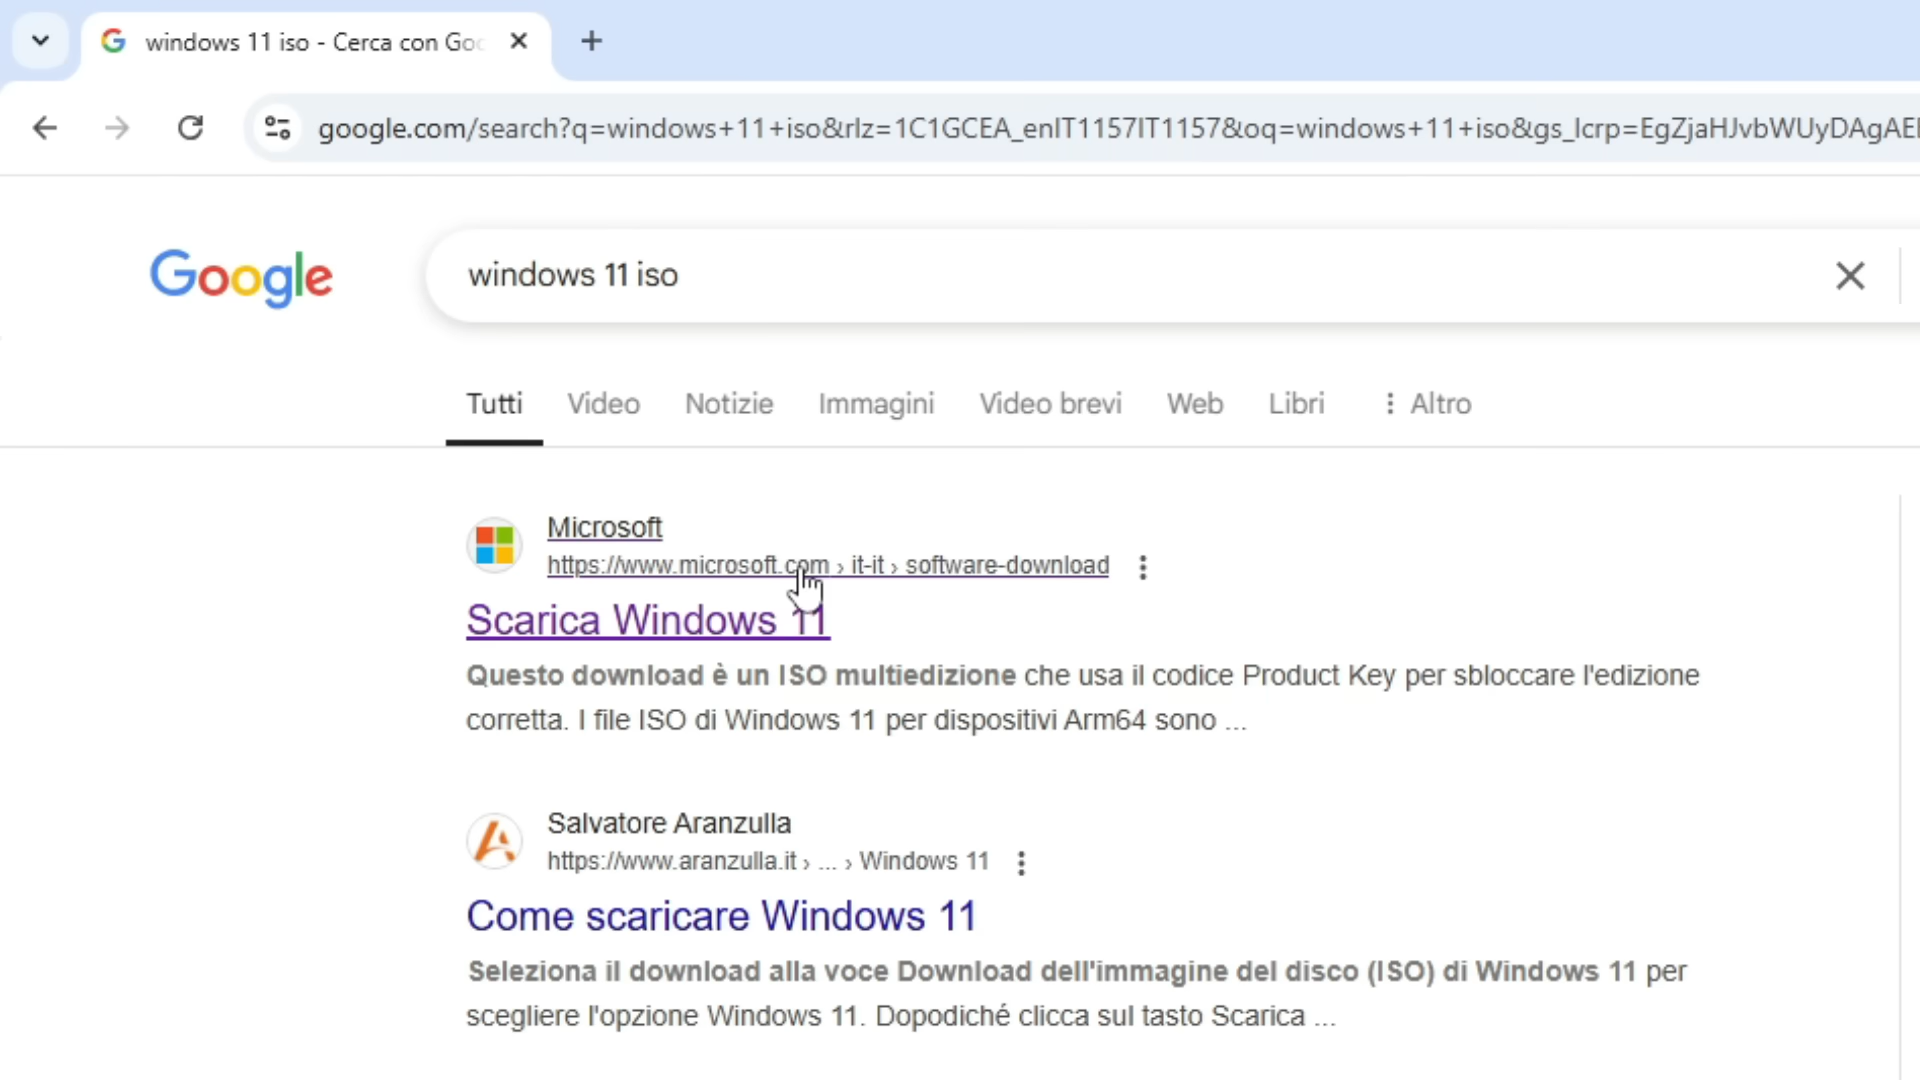 windows 11 iso - Cerca con Goo
google.com/search?q=windows+11+iso&rlz=1C1GCEA_enIT1157IT1157&oq=windows+11+iso&gs_lcrp=EgZjaHJvbWUyDAgAE
Google
windows 11 iso
Tutti Video Notizie Immagini Video brevi Web Libri Altro
Microsoft
https://www.microsoft.com › it-it › software-download
Scarica Windows 11
Questo download è un ISO multiedizione che usa il codice Product Key per sbloccare l'edizione
corretta. I file ISO di Windows 11 per dispositivi Arm64 sono ...
Salvatore Aranzulla
https://www.aranzulla.it › ... › Windows 11
Come scaricare Windows 11
Seleziona il download alla voce Download dell'immagine del disco (ISO) di Windows 11 per
scegliere l'opzione Windows 11. Dopodiché clicca sul tasto Scarica ...